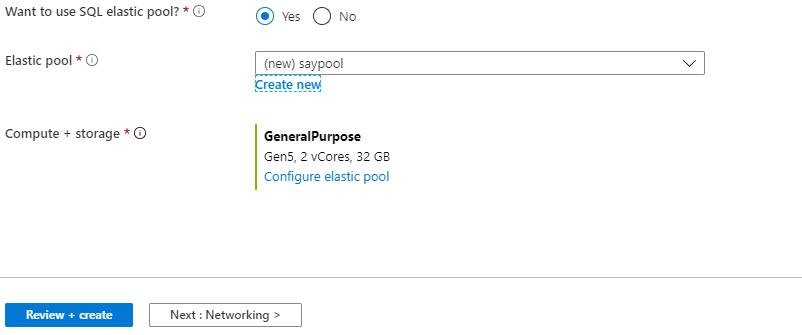 Want to use SQL elastic pool? * Yes No
Elastic pool * (new) saypool
Create new
Compute + storage * GeneralPurpose
Gen5, 2 vCores, 32 GB
Configure elastic pool
Review + create Next : Networking >